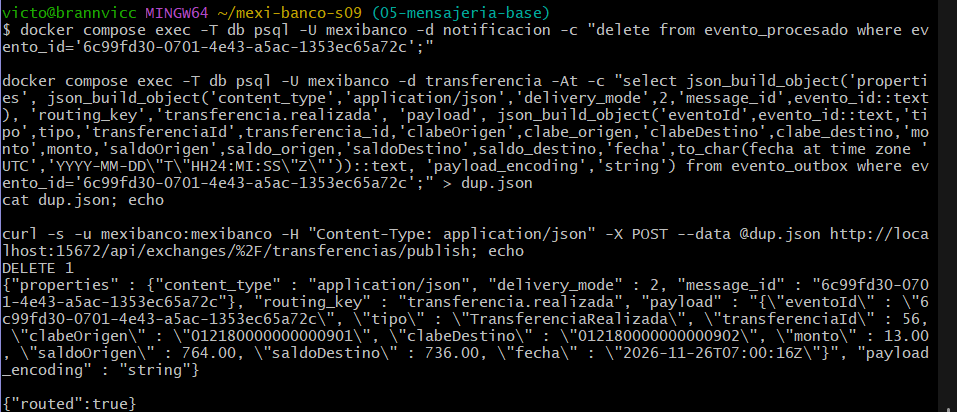 victo@brannvicc MINGW64 ~/mexi-banco-s09 (05-mensajeria-base)
$ docker compose exec -T db psql -U mexibanco -d notificacion -c "delete from evento_procesado where ev
ento_id='6c99fd30-0701-4e43-a5ac-1353ec65a72c';"

docker compose exec -T db psql -U mexibanco -d transferencia -At -c "select json_build_object('properti
es', json_build_object('content_type','application/json','delivery_mode',2,'message_id',evento_id::text
), 'routing_key','transferencia.realizada', 'payload', json_build_object('eventoId',evento_id::text,'ti
po',tipo,'transferenciaId',transferencia_id,'clabeOrigen',clabe_origen,'clabeDestino',clabe_destino,'mo
nto',monto,'saldoOrigen',saldo_origen,'saldoDestino',saldo_destino,'fecha',to_char(fecha at time zone '
UTC','YYYY-MM-DD\"T\"HH24:MI:SS\"Z\"'))::text, 'payload_encoding','string') from evento_outbox where ev
ento_id='6c99fd30-0701-4e43-a5ac-1353ec65a72c';" > dup.json
cat dup.json; echo

curl -s -u mexibanco:mexibanco -H "Content-Type: application/json" -X POST --data @dup.json http://loca
lhost:15672/api/exchanges/%2F/transferencias/publish; echo
DELETE 1
{"properties" : {"content_type" : "application/json", "delivery_mode" : 2, "message_id" : "6c99fd30-070
1-4e43-a5ac-1353ec65a72c"}, "routing_key" : "transferencia.realizada", "payload" : "{\"eventoId\" : \"6
c99fd30-0701-4e43-a5ac-1353ec65a72c\", \"tipo\" : \"TransferenciaRealizada\", \"transferenciaId\" : 56,
 \"clabeOrigen\" : \"012180000000000901\", \"clabeDestino\" : \"012180000000000902\", \"monto\" : 13.00
, \"saldoOrigen\" : 764.00, \"saldoDestino\" : 736.00, \"fecha\" : \"2026-11-26T07:00:16Z\"}", "payload
_encoding" : "string"}

{"routed":true}